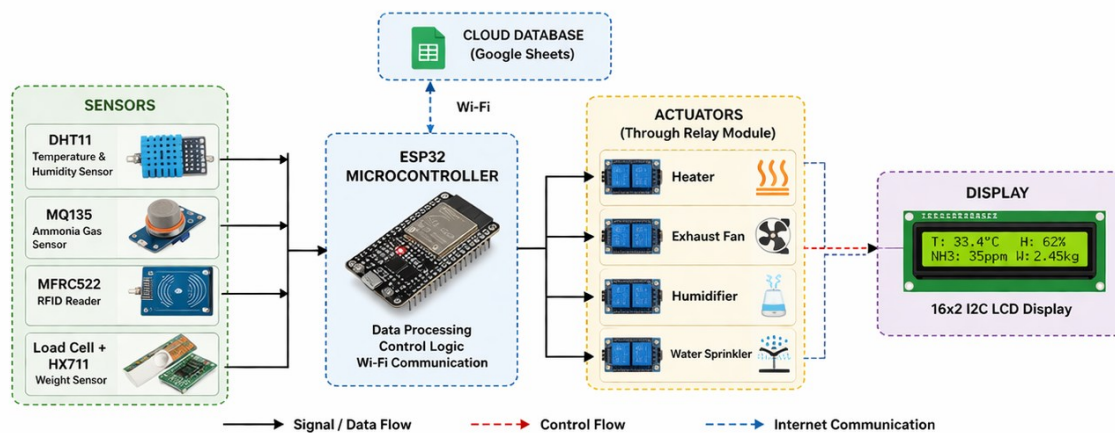 CLOUD DATABASE
(Google Sheets)
Wi-Fi
SENSORS
DHT11
Temperature &
Humidity Sensor
MQ135
Ammonia Gas
Sensor
MFRC522
RFID Reader
Load Cell +
HX711
Weight Sensor
ESP32
MICROCONTROLLER
Data Processing
Control Logic
Wi-Fi Communication
ACTUATORS
(Through Relay Module)
Heater
Exhaust Fan
Humidifier
Water Sprinkler
DISPLAY
T: 33.4°C H: 62%
NH3: 35ppm W: 2.45kg
16x2 I2C LCD Display
Signal / Data Flow
Control Flow
Internet Communication